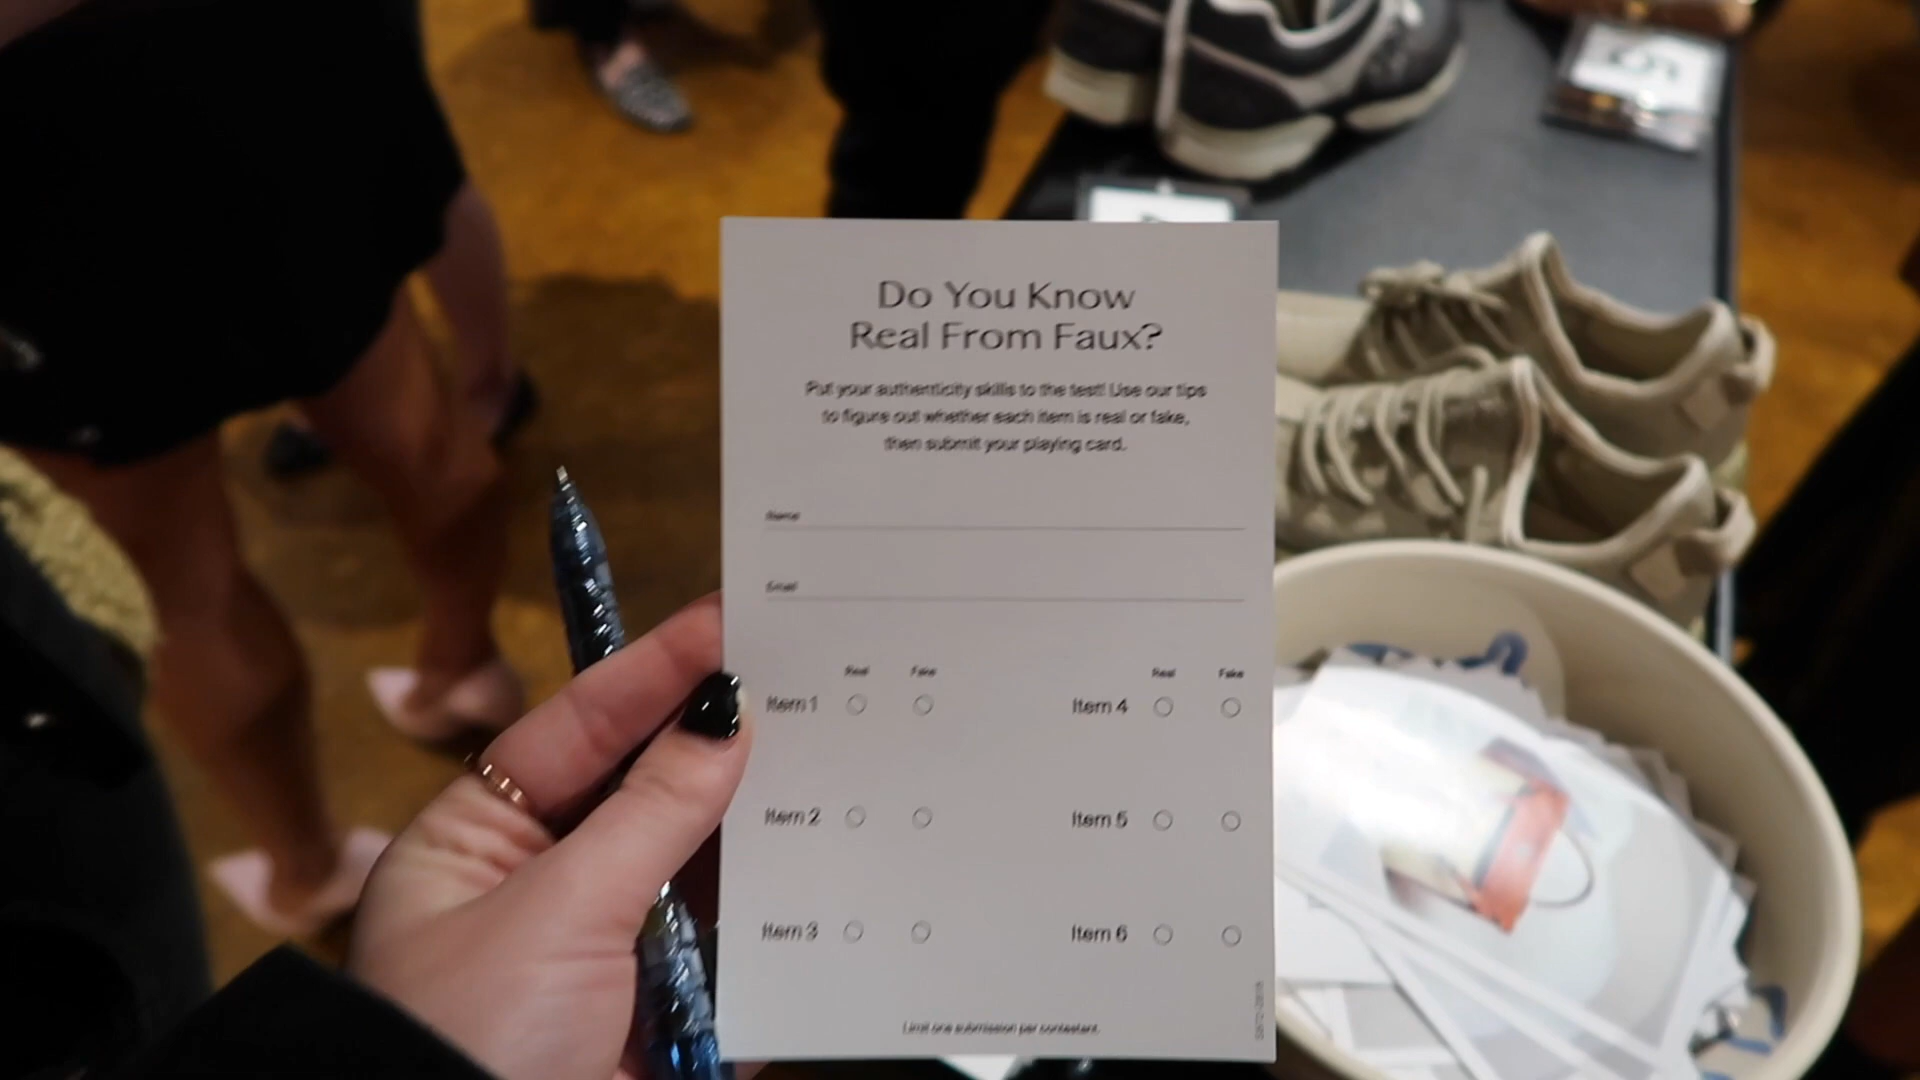 Do You Know
Real From Faux?
Put your authenticity skills to the test! Use our tips
to figure out whether each item is real or fake,
then submit your playing card.
Name
Email
Real Fake Real Fake
Item 1 Item 4
Item 2 Item 5
Item 3 Item 6
Limit one submission per contestant.